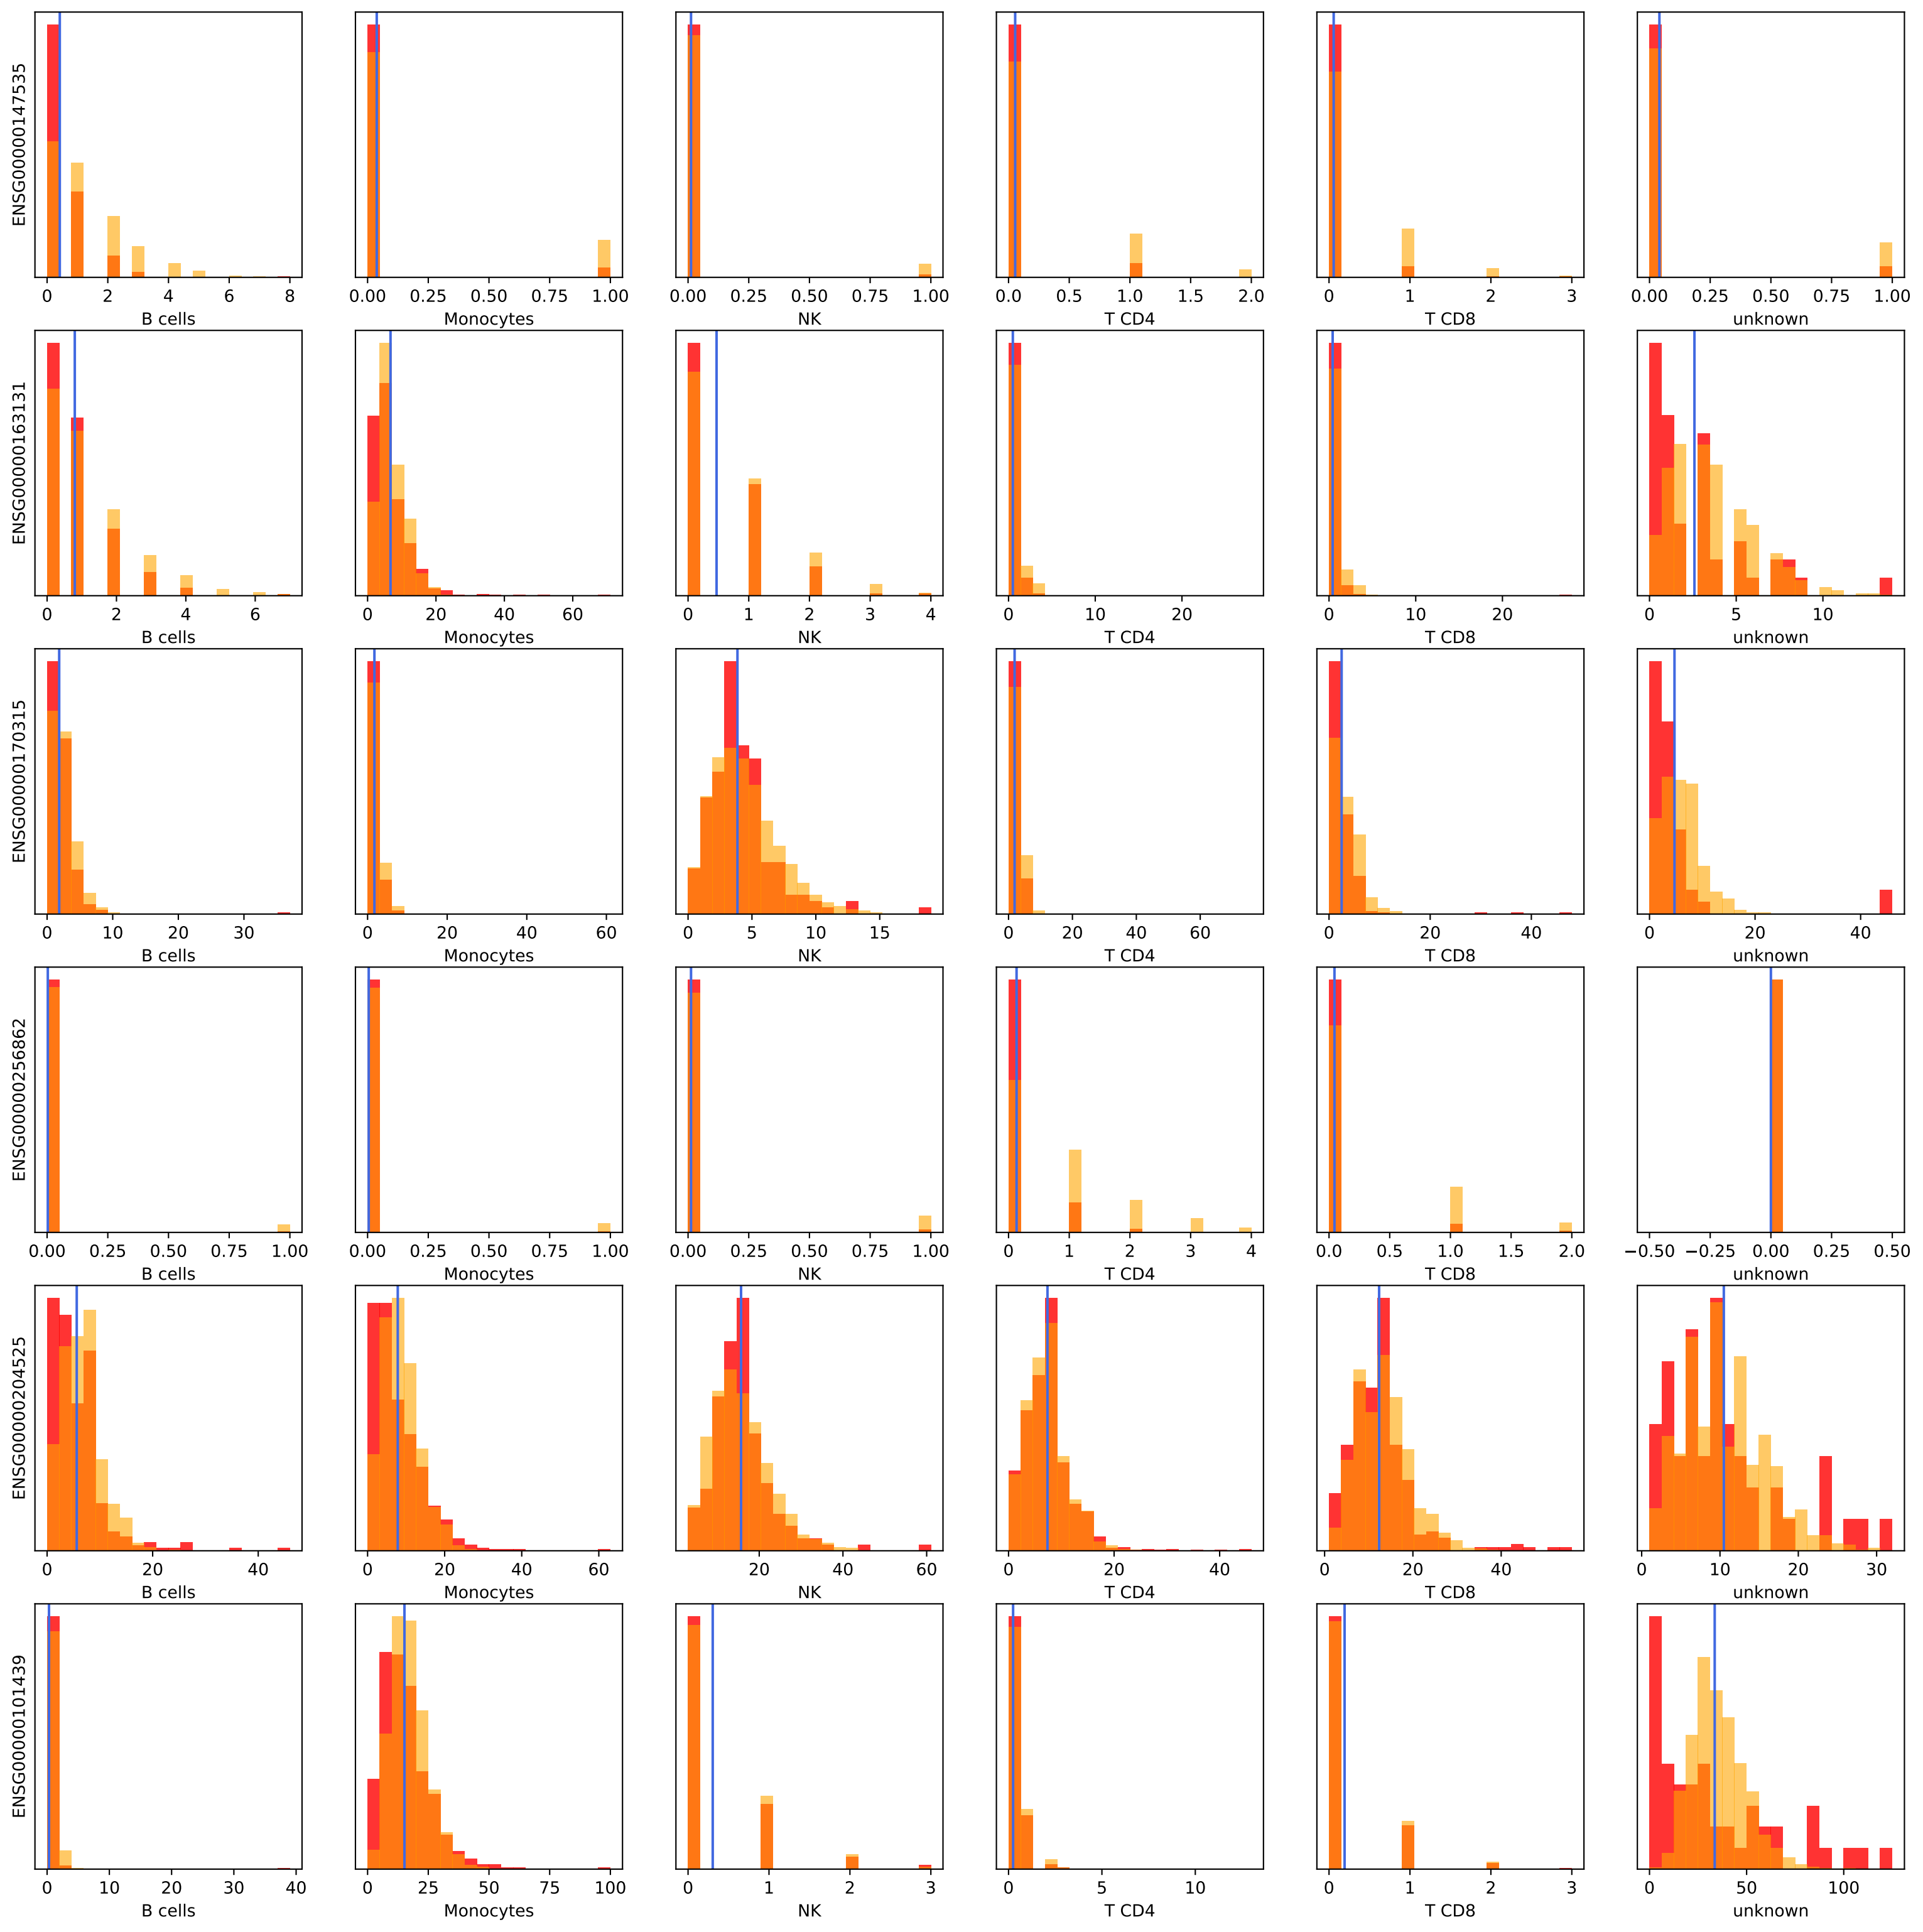 ENSG00000147535
0 2 4 6 8
0.00 0.25 0.50 0.75 1.00
0.00 0.25 0.50 0.75 1.00
0.0 0.5 1.0 1.5 2.0
0 1 2 3
0.00 0.25 0.50 0.75 1.00
B cells Monocytes NK T CD4 T CD8 unknown
ENSG00000163131
0 2 4 6
0 20 40 60
0 1 2 3 4
0 10 20
0 10 20
0 5 10
B cells Monocytes NK T CD4 T CD8 unknown
ENSG00000170315
0 10 20 30
0 20 40 60
0 5 10 15
0 20 40 60
0 20 40
0 20 40
B cells Monocytes NK T CD4 T CD8 unknown
ENSG00000256862
0.00 0.25 0.50 0.75 1.00
0.00 0.25 0.50 0.75 1.00
0.00 0.25 0.50 0.75 1.00
0 1 2 3 4
0.0 0.5 1.0 1.5 2.0
−0.50 −0.25 0.00 0.25 0.50
B cells Monocytes NK T CD4 T CD8 unknown
ENSG00000204525
0 20 40
0 20 40 60
20 40 60
0 20 40
0 20 40
0 10 20 30
B cells Monocytes NK T CD4 T CD8 unknown
ENSG00000101439
0 10 20 30 40
0 25 50 75 100
0 1 2 3
0 5 10
0 1 2 3
0 50 100
B cells Monocytes NK T CD4 T CD8 unknown